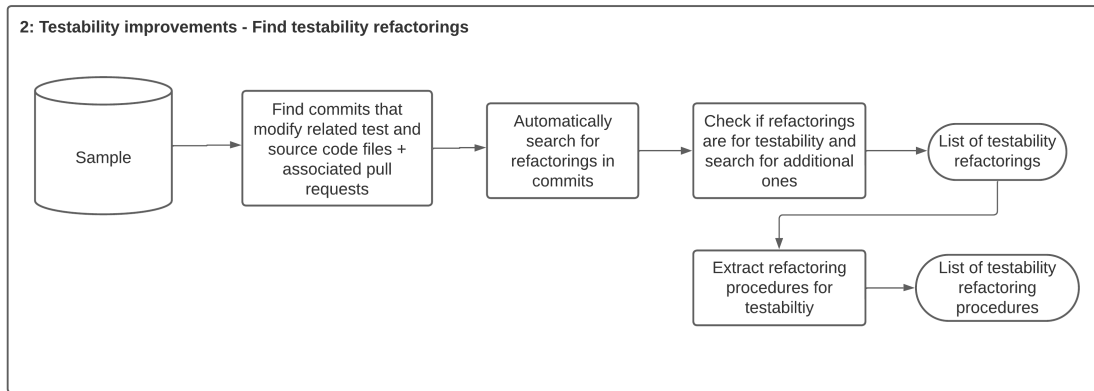 2: Testability improvements - Find testability refactorings
Sample
Find commits that
modify related test and
source code files +
associated pull
requests
Automatically
search for
refactorings in
commits
Check if refactorings
are for testability and
search for additional
ones
List of testability
refactorings
Extract refactoring
procedures for
testabiltiy
List of testability
refactoring
procedures